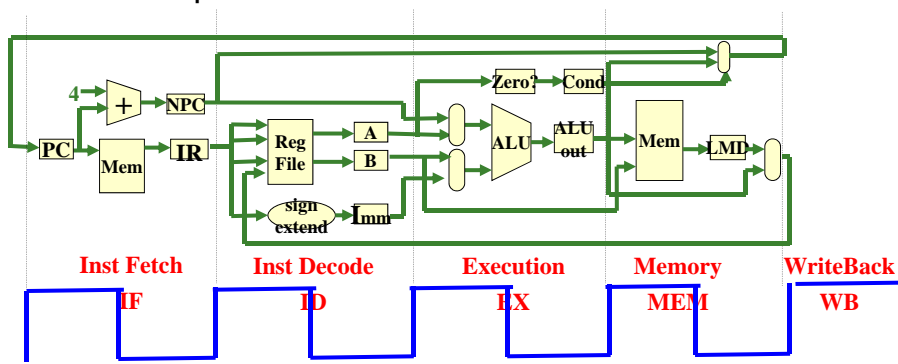 Zero?
Cond
4
+
NPC
PC
Mem
IR
Reg
File
A
B
sign
extend
Imm
ALU
ALU
out
Mem
LMD
Inst Fetch
IF
Inst Decode
ID
Execution
EX
Memory
MEM
WriteBack
WB